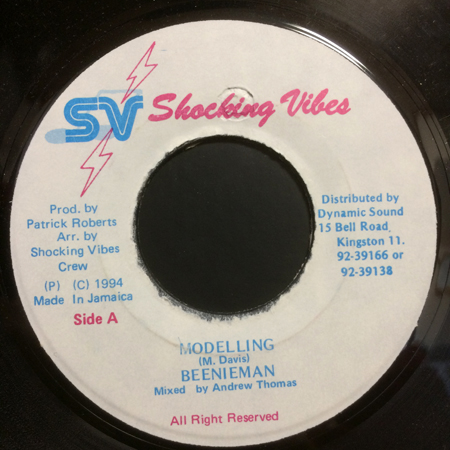 SV Shocking Vibes
Prod. by
Patrick Roberts
Arr. by
Shocking Vibes
Crew
(P) (C) 1994
Made In Jamaica
Side A
Distributed by
Dynamic Sound
15 Bell Road,
Kingston 11.
92-39166 or
92-39138
MODELLING
(M. Davis)
BEENIEMAN
Mixed by Andrew Thomas
All Right Reserved